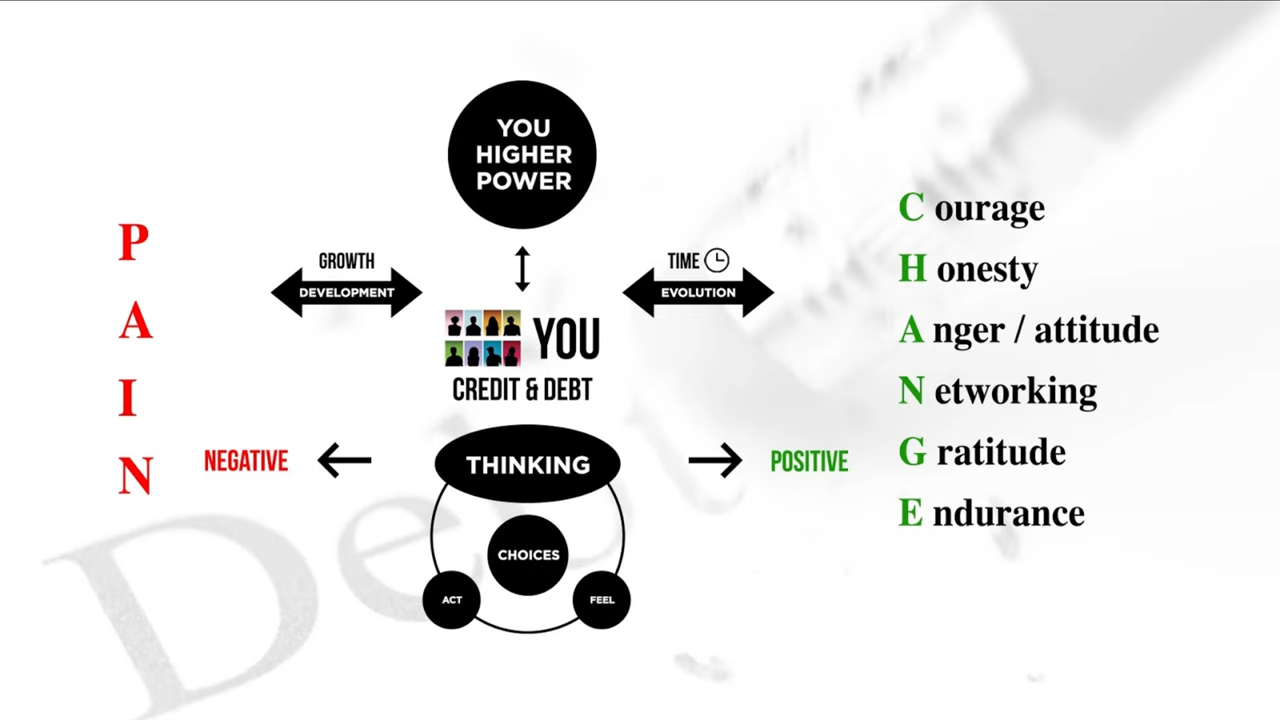 YOU
HIGHER
POWER
P
A
I
N
GROWTH
DEVELOPMENT
TIME
EVOLUTION
YOU
CREDIT & DEBT
NEGATIVE
THINKING
POSITIVE
CHOICES
ACT
FEEL
C ourage
H onesty
A nger / attitude
N etworking
G ratitude
E ndurance
Deb